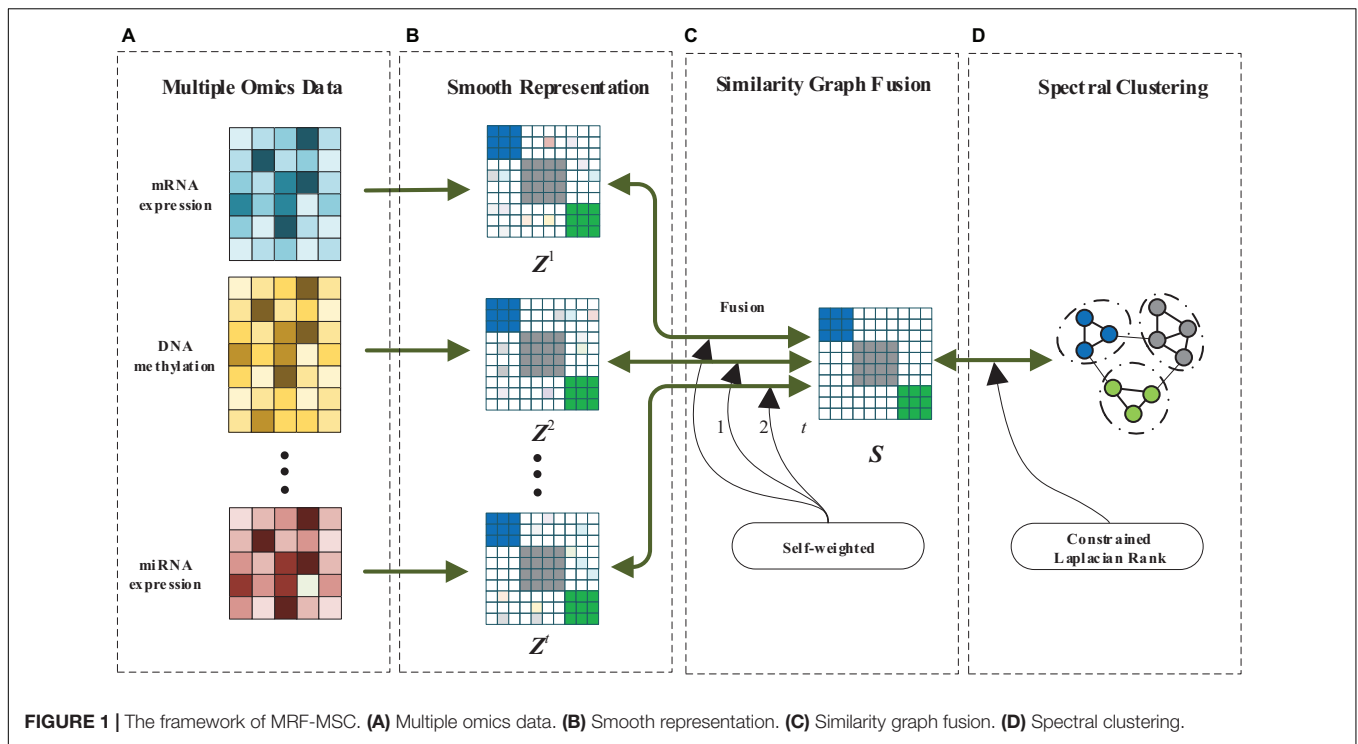 A
B
C
D
Multiple Omics Data
Smooth Representation
Similarity Graph Fusion
Spectral Clustering
mRNA
expression
DNA
methylation
miRNA
expression
Z¹
Z²
Zᵗ
Fusion
1
2
t
S
Self-weighted
Constrained
Laplacian Rank
FIGURE 1 | The framework of MRF-MSC. (A) Multiple omics data. (B) Smooth representation. (C) Similarity graph fusion. (D) Spectral clustering.